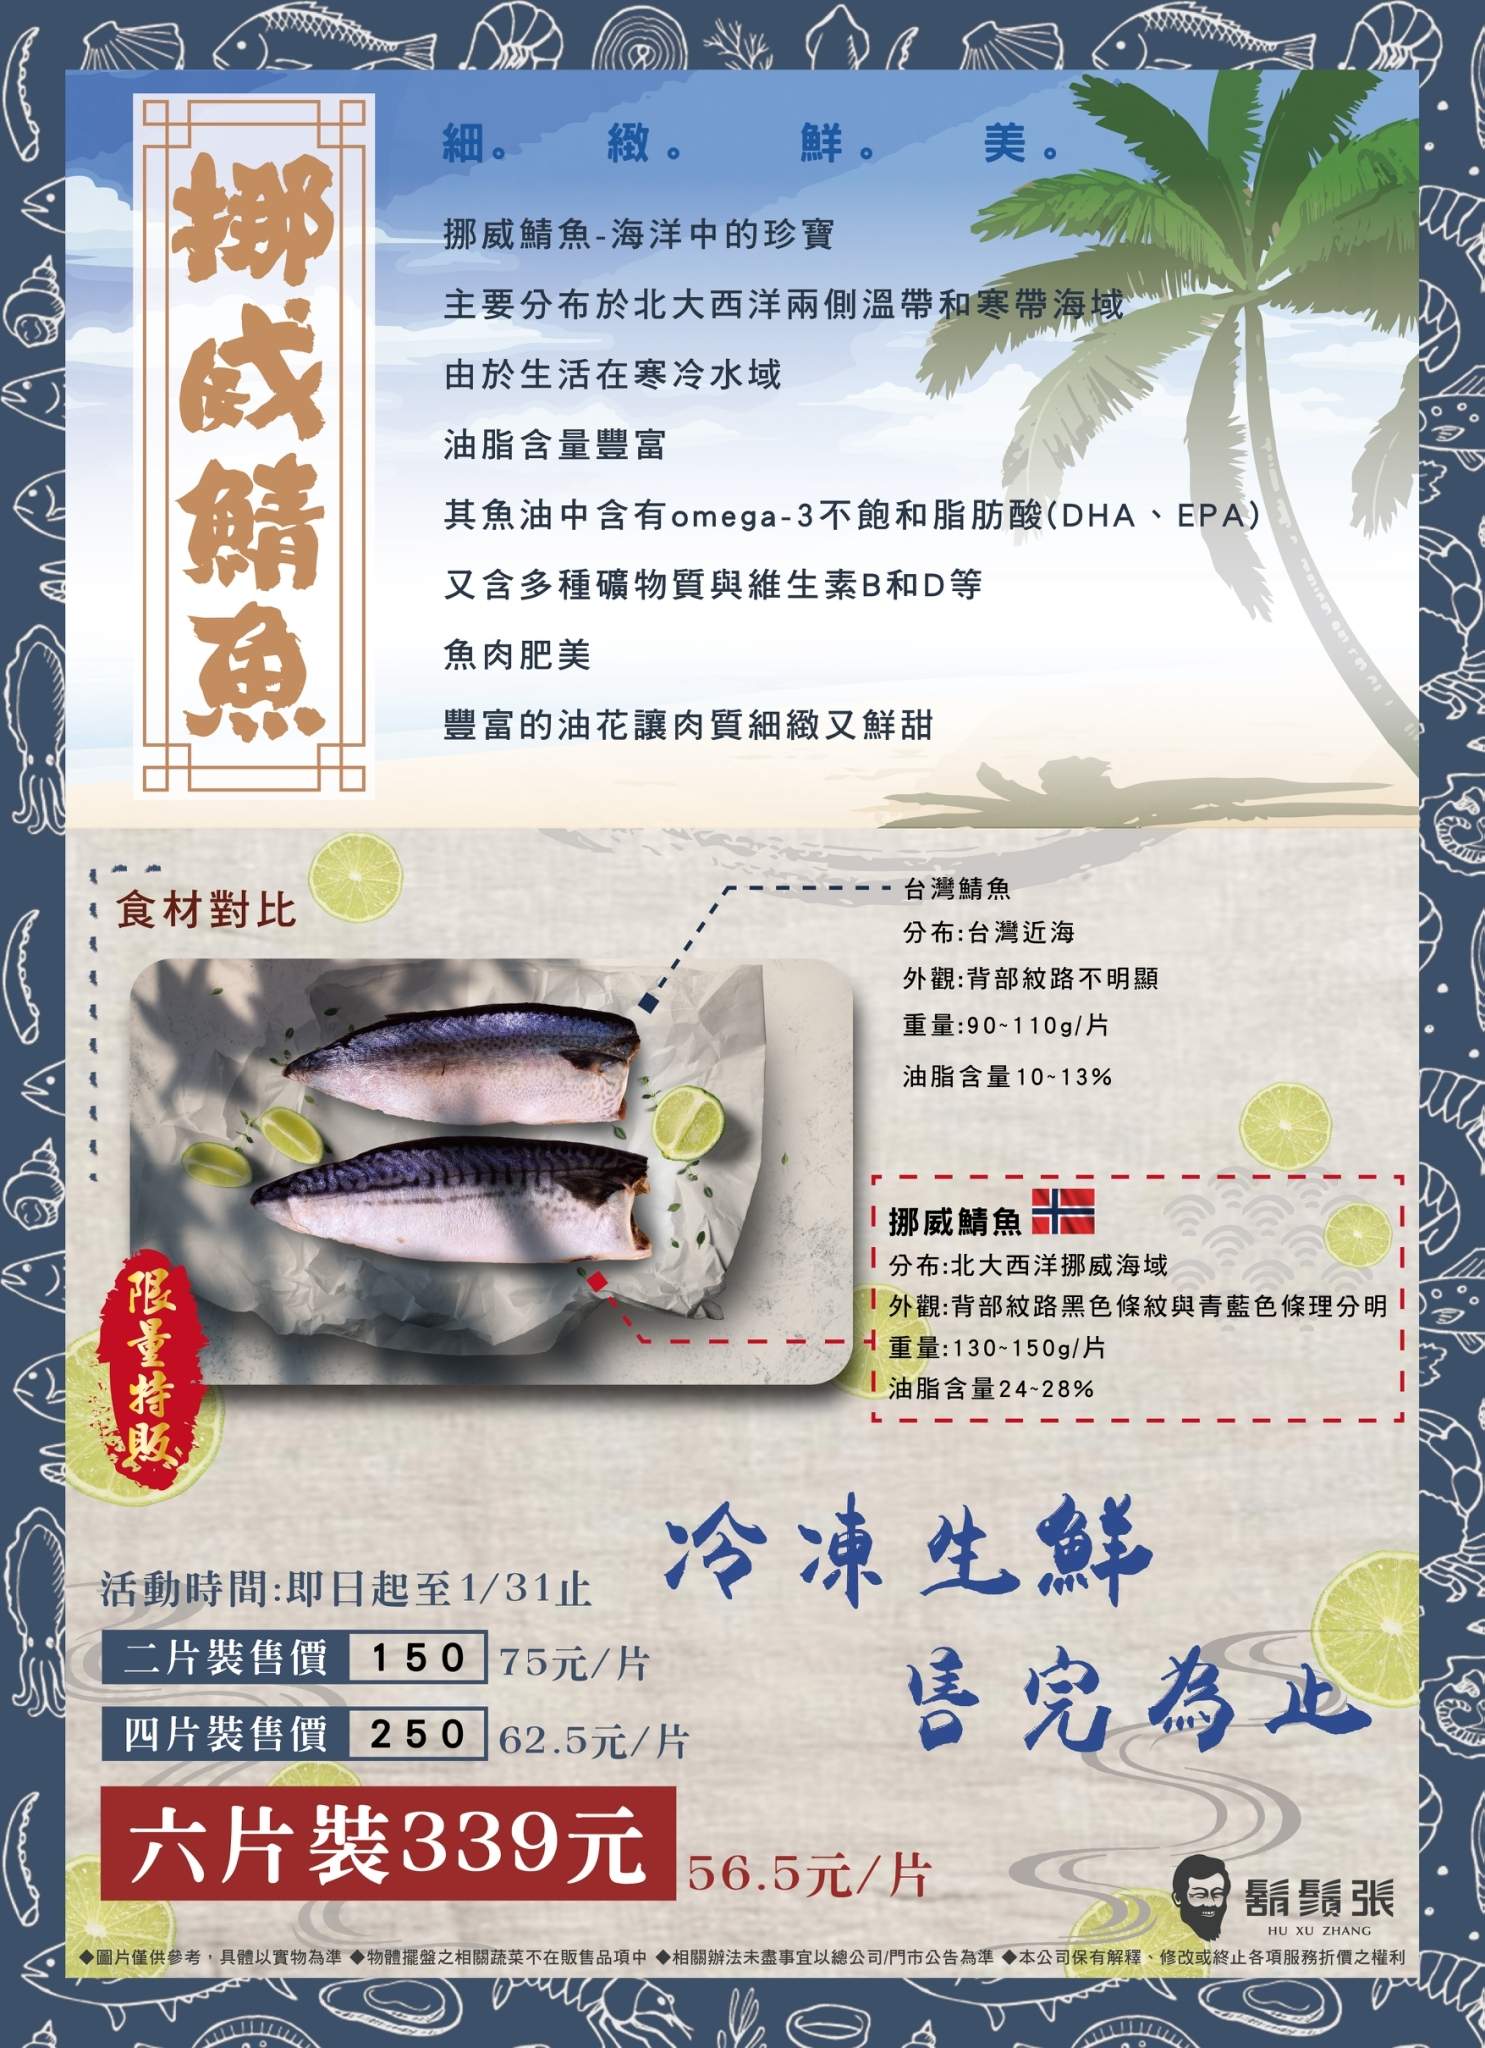 挪威鯖魚
細。緻。鮮。美。
挪威鯖魚-海洋中的珍寶
主要分布於北大西洋兩側溫帶和寒帶海域
由於生活在寒冷水域
油脂含量豐富
其魚油中含有omega-3不飽和脂肪酸(DHA、EPA)
又含多種礦物質與維生素B和D等
魚肉肥美
豐富的油花讓肉質細緻又鮮甜
食材對比
台灣鯖魚
分布:台灣近海
外觀:背部紋路不明顯
重量:90~110g/片
油脂含量10~13%
挪威鯖魚
分布:北大西洋挪威海域
外觀:背部紋路黑色條紋與青藍色條理分明
重量:130~150g/片
油脂含量24~28%
限量特販
冷凍生鮮
售完為止
活動時間:即日起至1/31止
二片裝售價 150 75元/片
四片裝售價 250 62.5元/片
六片裝339元 56.5元/片
鬍鬚張
HU XU ZHANG
◆圖片僅供參考，具體以實物為準 ◆物體擺盤之相關蔬菜不在販售品項中 ◆相關辦法未盡事宜以總公司/門市公告為準 ◆本公司保有解釋、修改或終止各項服務折價之權利